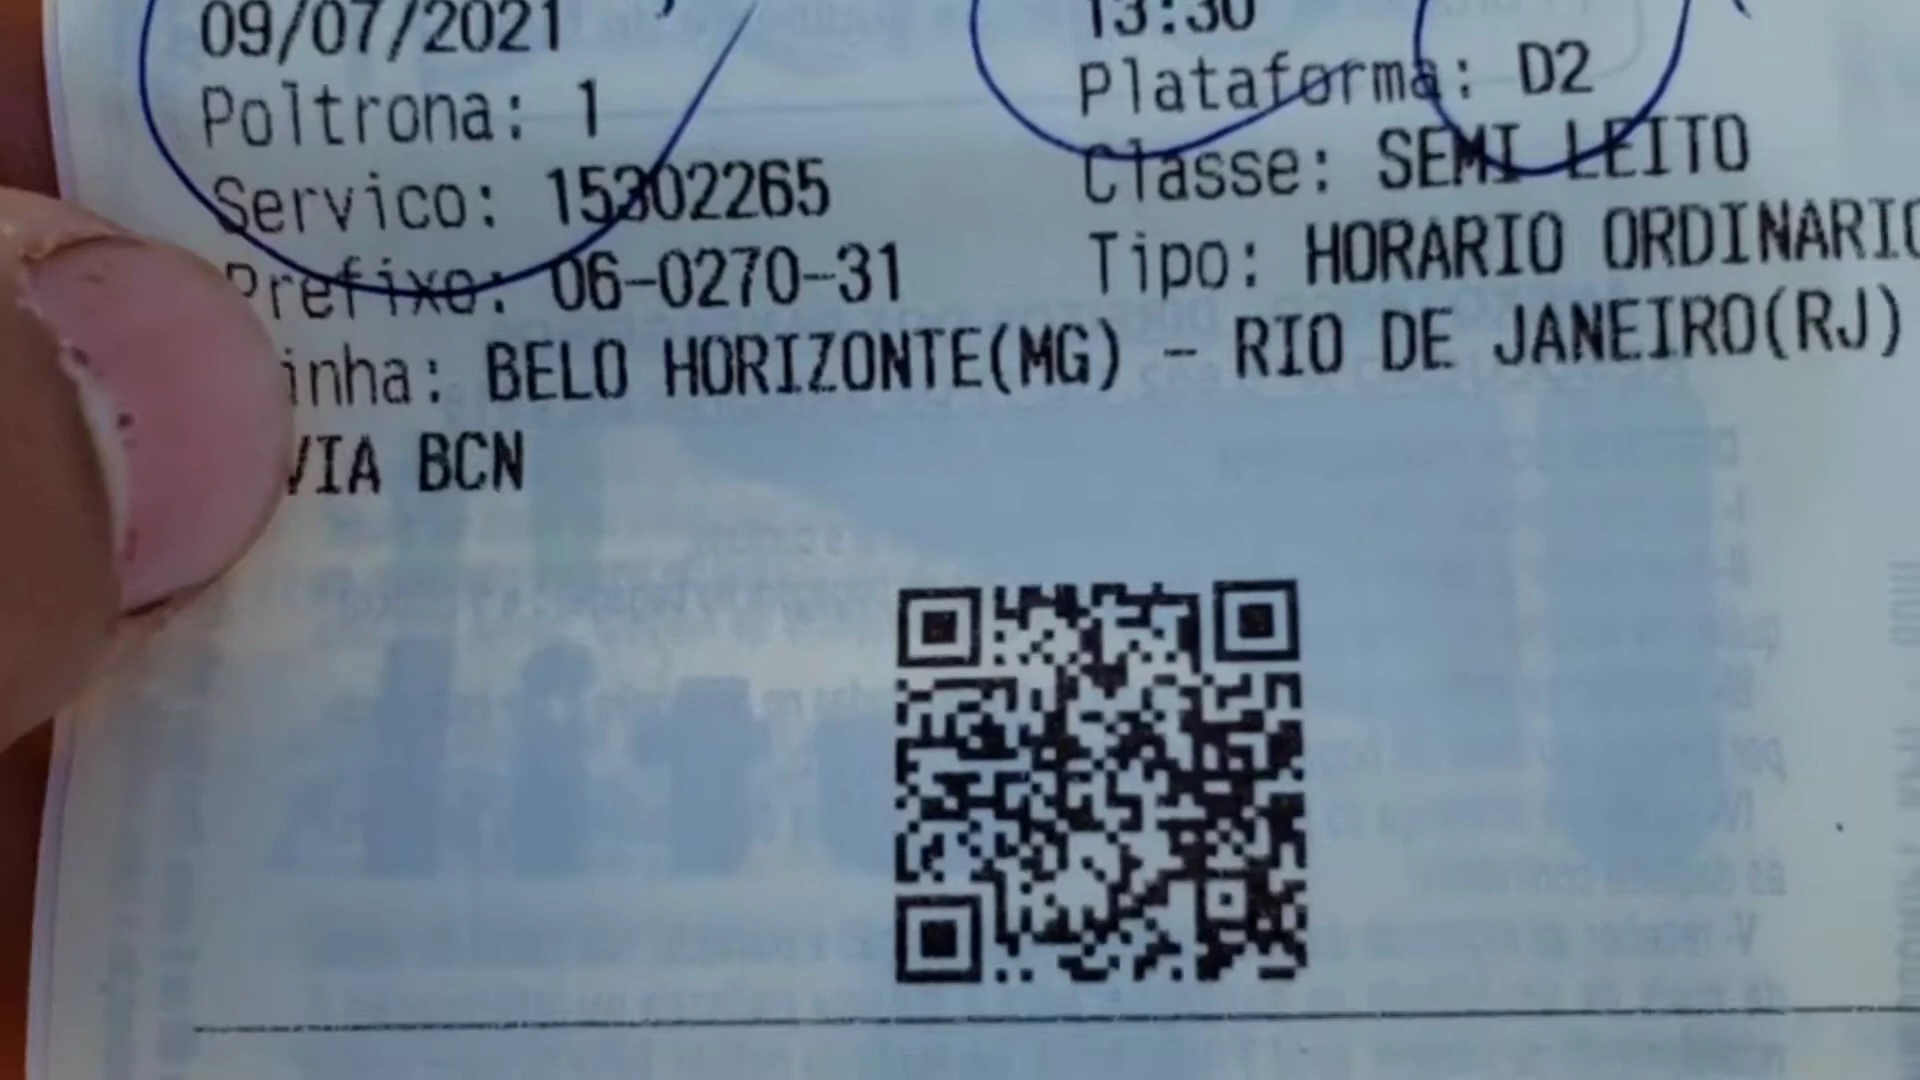 09/07/2021 13:30
Poltrona: 1 Plataforma: D2
Servico: 15302265 Classe: SEMI LEITO
Prefixo: 06-0270-31 Tipo: HORARIO ORDINARIO
inha: BELO HORIZONTE(MG) - RIO DE JANEIRO(RJ)
VIA BCN